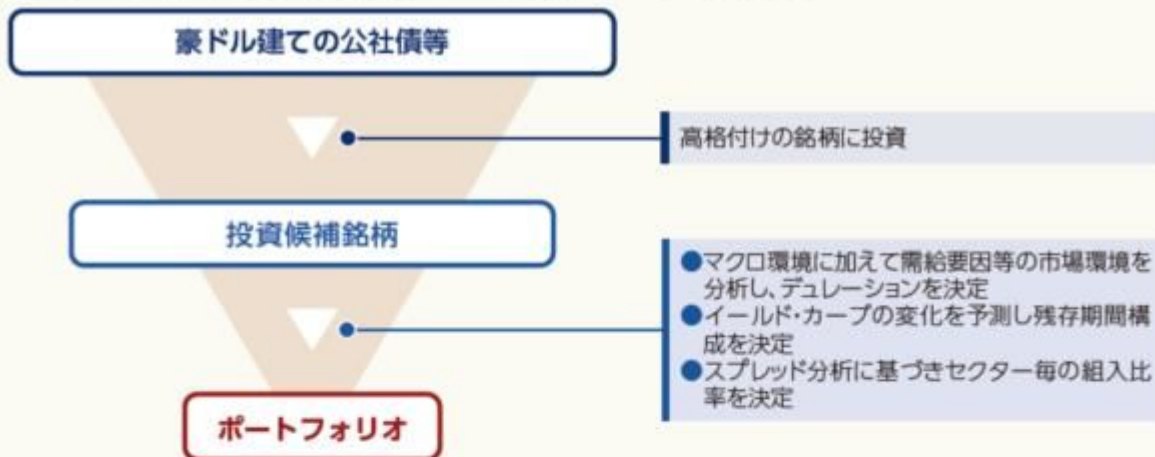 豪ドル建ての公社債等
高格付けの銘柄に投資
投資候補銘柄
●マクロ環境に加えて需給要因等の市場環境を
分析し、デュレーションを決定
●イールド・カーブの変化を予測し残存期間構
成を決定
●スプレッド分析に基づきセクター毎の組入比
率を決定
ポートフォリオ